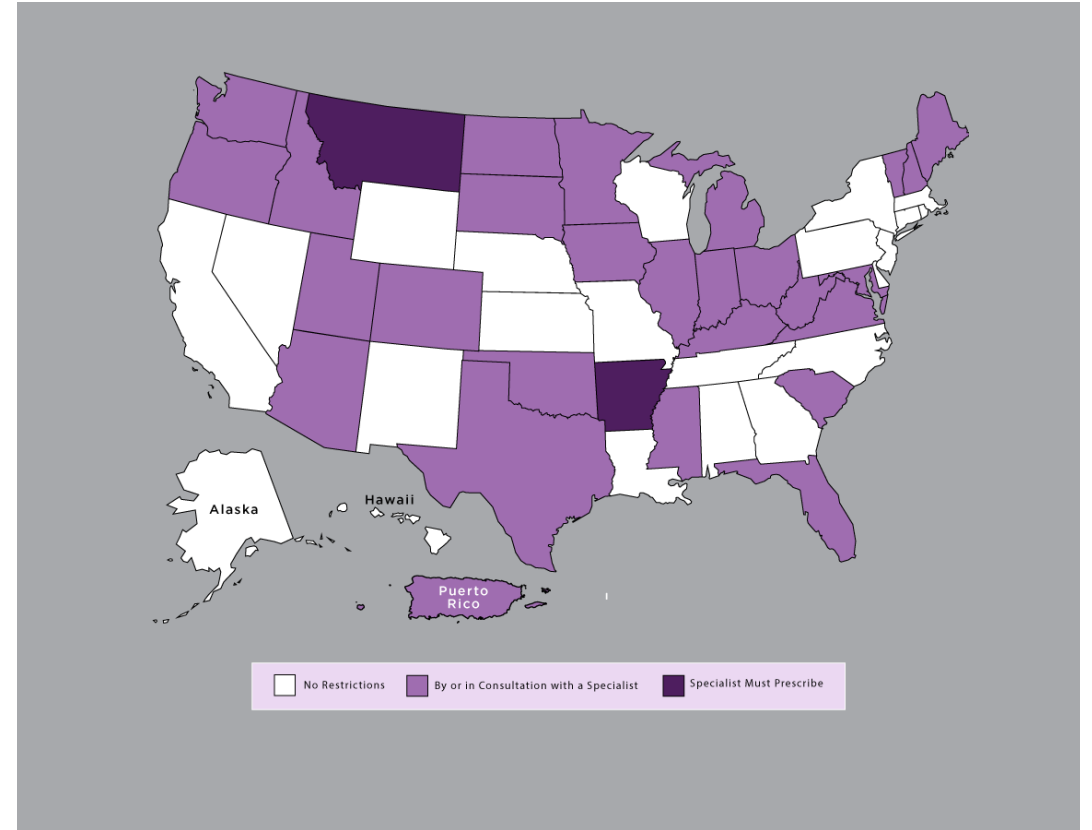 Hawaii
Alaska
Puerto
Rico
No Restrictions
By or in Consultation with a Specialist
Specialist Must Prescribe